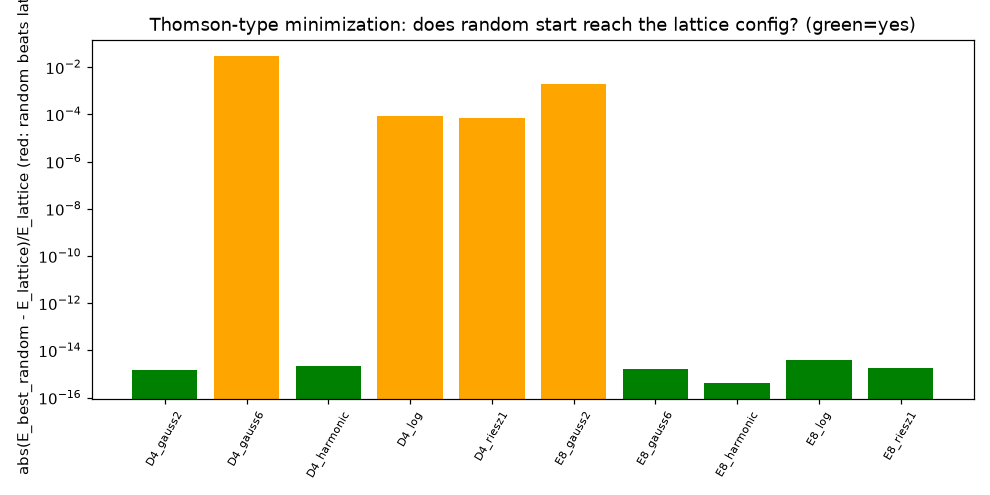 Thomson-type minimization: does random start reach the lattice config? (green=yes)
abs(E_best_random - E_lattice)/E_lattice (red: random beats lat
10⁻²
10⁻⁴
10⁻⁶
10⁻⁸
10⁻¹⁰
10⁻¹²
10⁻¹⁴
10⁻¹⁶
D4_gauss2
D4_gauss6
D4_harmonic
D4_log
D4_riesz1
E8_gauss2
E8_gauss6
E8_harmonic
E8_log
E8_riesz1